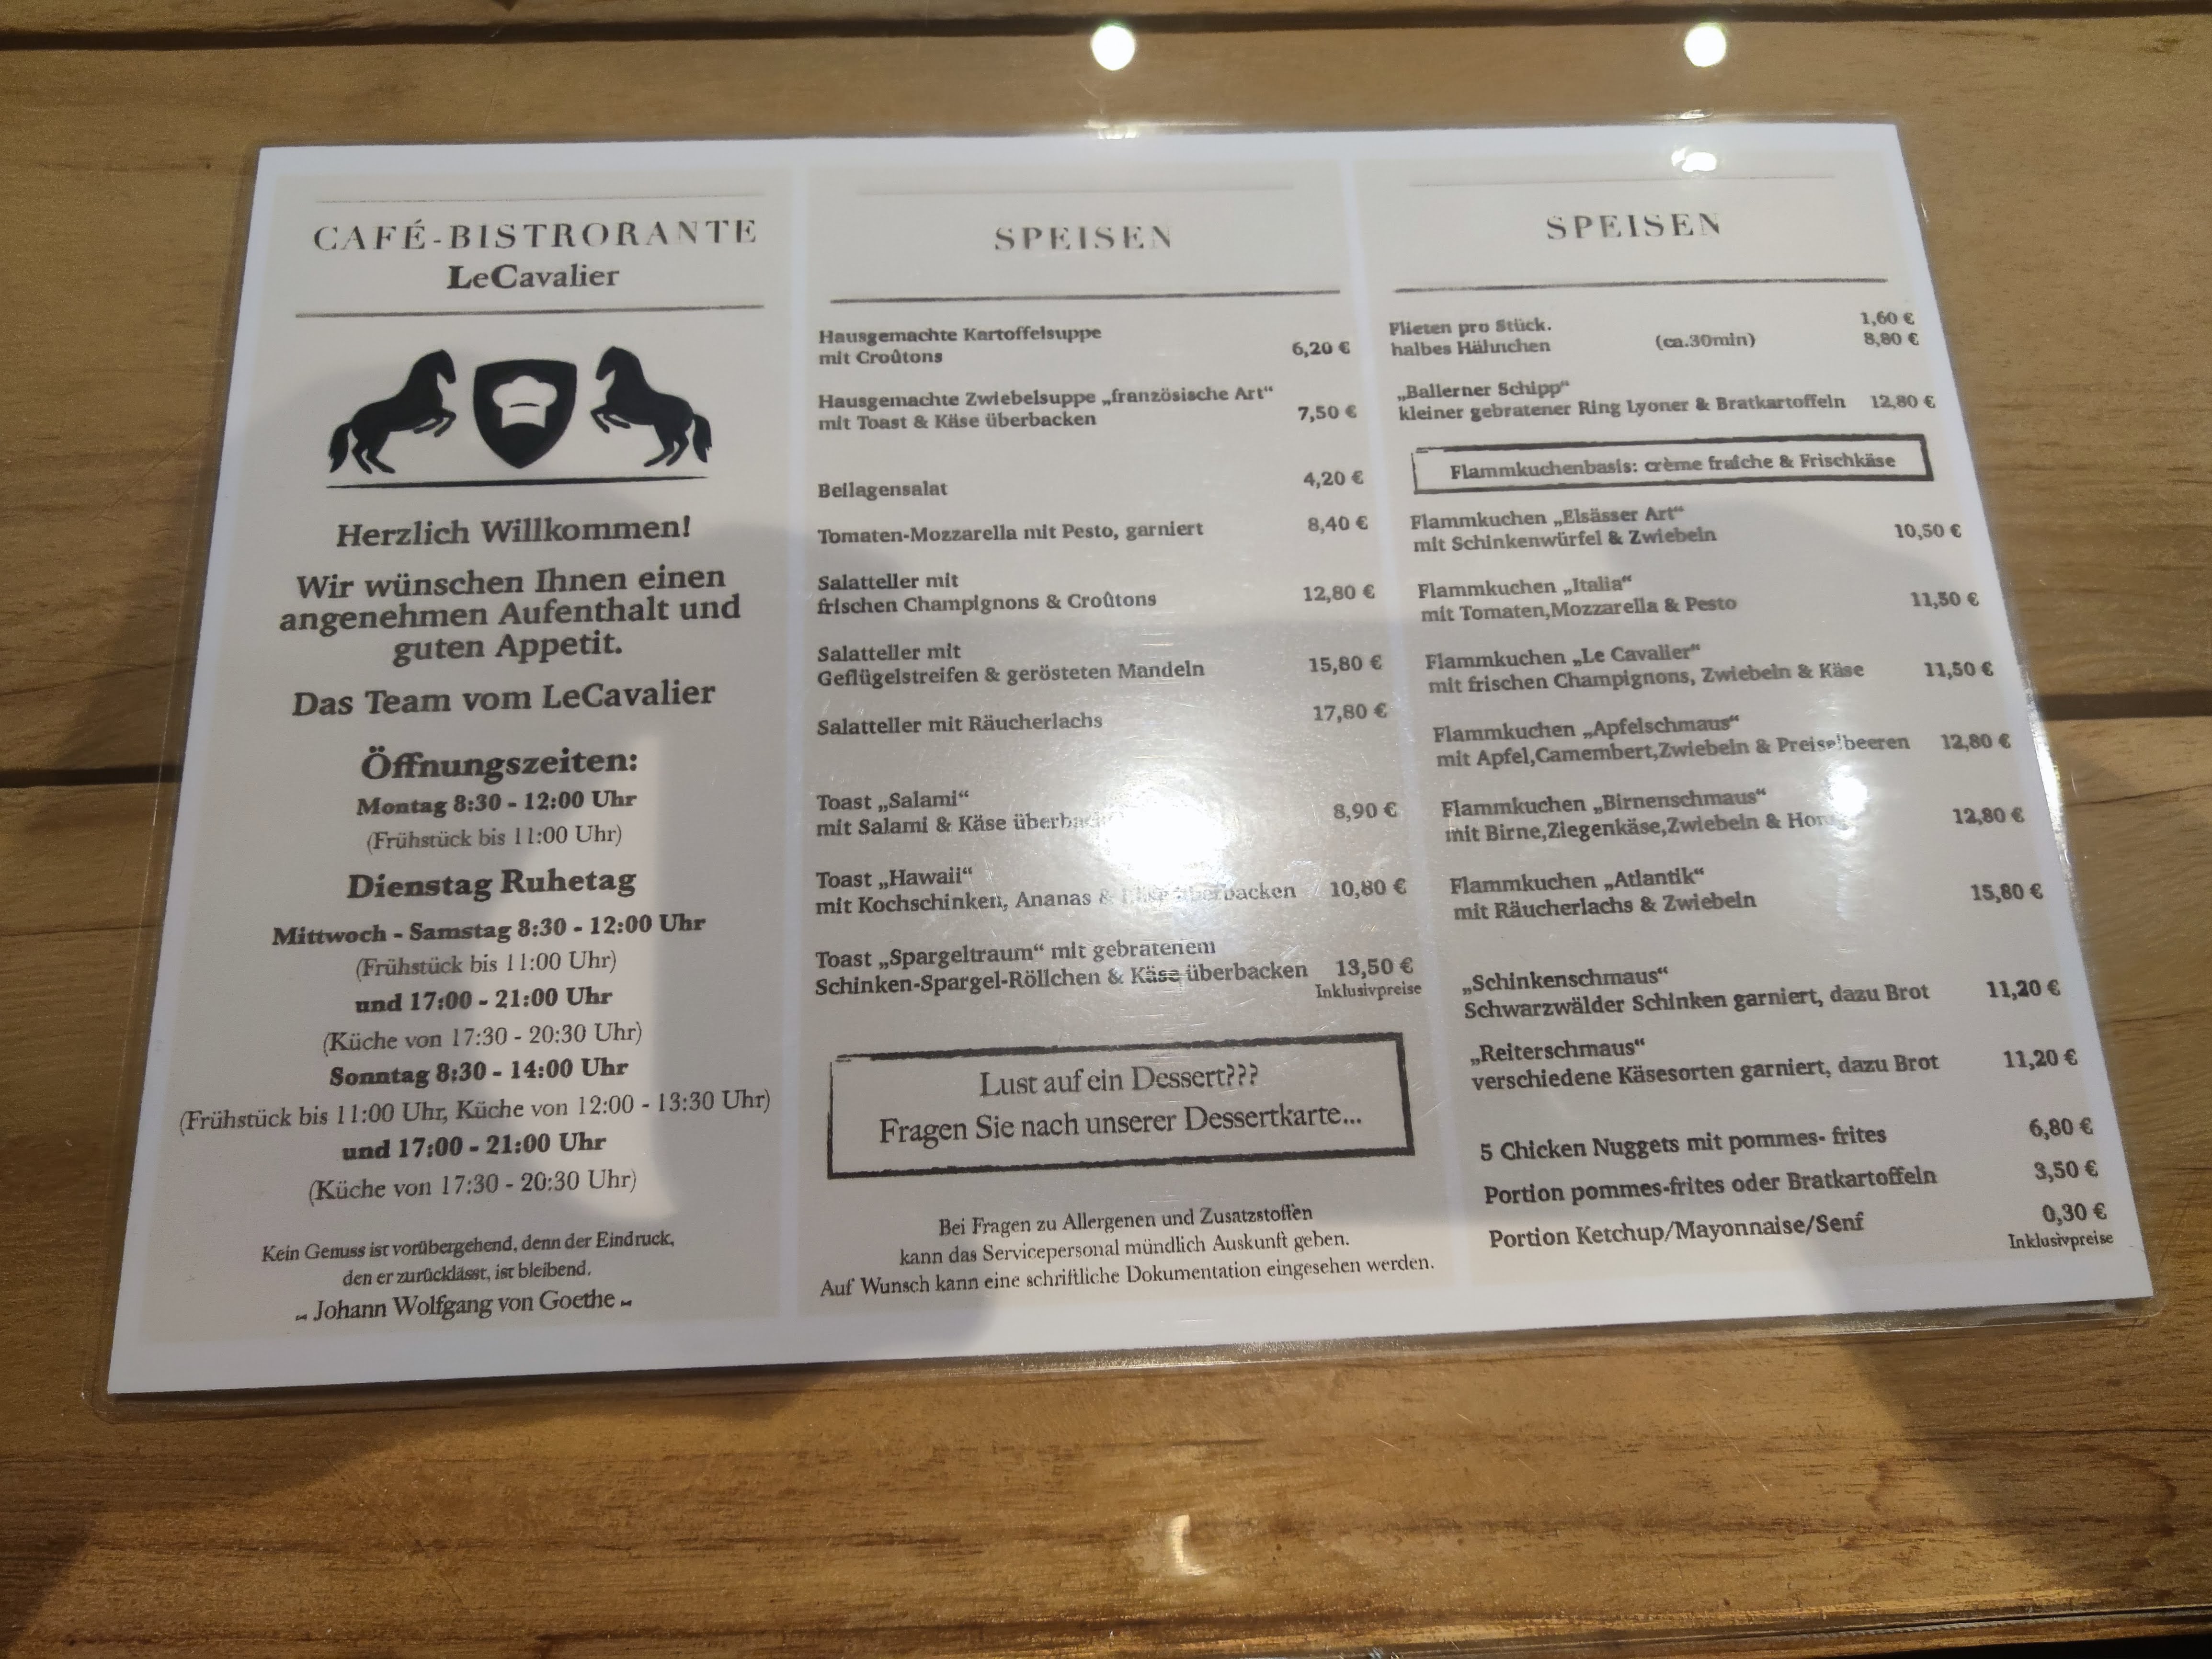 CAFÉ-BISTRORANTE
LeCavalier
Herzlich Willkommen!
Wir wünschen Ihnen einen
angenehmen Aufenthalt und
guten Appetit.
Das Team vom LeCavalier
Öffnungszeiten:
Montag 8:30 - 12:00 Uhr
(Frühstück bis 11:00 Uhr)
Dienstag Ruhetag
Mittwoch - Samstag 8:30 - 12:00 Uhr
(Frühstück bis 11:00 Uhr)
und 17:00 - 21:00 Uhr
(Küche von 17:30 - 20:30 Uhr)
Sonntag 8:30 - 14:00 Uhr
(Frühstück bis 11:00 Uhr, Küche von 12:00 - 13:30 Uhr)
und 17:00 - 21:00 Uhr
(Küche von 17:30 - 20:30 Uhr)
Kein Genuss ist vorübergehend, denn der Eindruck,
den er zurücklässt, ist bleibend.
~ Johann Wolfgang von Goethe ~
SPEISEN
Hausgemachte Kartoffelsuppe
mit Croûtons 6,20 €
Hausgemachte Zwiebelsuppe „französische Art“
mit Toast & Käse überbacken 7,50 €
Beilagensalat 4,20 €
Tomaten-Mozzarella mit Pesto, garniert 8,40 €
Salatteller mit
frischen Champignons & Croûtons 12,80 €
Salatteller mit
Geflügelstreifen & gerösteten Mandeln 15,80 €
Salatteller mit Räucherlachs 17,80 €
Toast „Salami“
mit Salami & Käse 8,90 €
Toast „Hawaii“
mit Kochschinken, Ananas & überbacken 10,80 €
Toast „Spargeltraum“ mit gebratenem
Schinken-Spargel-Röllchen & Käse überbacken 13,50 €
Inklusivpreise
Lust auf ein Dessert???
Fragen Sie nach unserer Dessertkarte...
Bei Fragen zu Allergenen und Zusatzstoffen
kann das Servicepersonal mündlich Auskunft geben.
Auf Wunsch kann eine schriftliche Dokumentation eingesehen werden.
SPEISEN
Flieten pro Stück. 1,60 €
halbes Hähnchen (ca.30min) 8,80 €
„Ballerner Schipp“
kleiner gebratener Ring Lyoner & Bratkartoffeln 12,80 €
Flammkuchenbasis: crème fraîche & Frischkäse
Flammkuchen „Elsässer Art“
mit Schinkenwürfel & Zwiebeln 10,50 €
Flammkuchen „Italia“
mit Tomaten,Mozzarella & Pesto 11,50 €
Flammkuchen „Le Cavalier“
mit frischen Champignons, Zwiebeln & Käse 11,50 €
Flammkuchen „Apfelschmaus“
mit Apfel,Camembert,Zwiebeln & Preiselbeeren 12,80 €
Flammkuchen „Birnenschmaus“
mit Birne,Ziegenkäse,Zwiebeln & 12,80 €
Flammkuchen „Atlantik“
mit Räucherlachs & Zwiebeln 15,80 €
„Schinkenschmaus“
Schwarzwälder Schinken garniert, dazu Brot 11,20 €
„Reiterschmaus“
verschiedene Käsesorten garniert, dazu Brot 11,20 €
5 Chicken Nuggets mit pommes- frites 6,80 €
Portion pommes-frites oder Bratkartoffeln 3,50 €
Portion Ketchup/Mayonnaise/Senf 0,30 €
Inklusivpreise